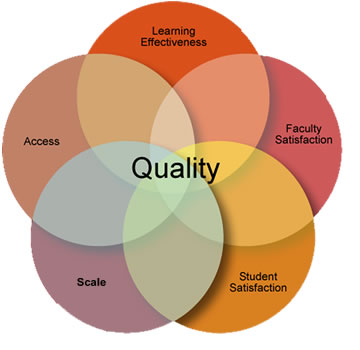 Learning
Effectiveness
Access
Faculty
Satisfaction
Quality
Scale
Student
Satisfaction